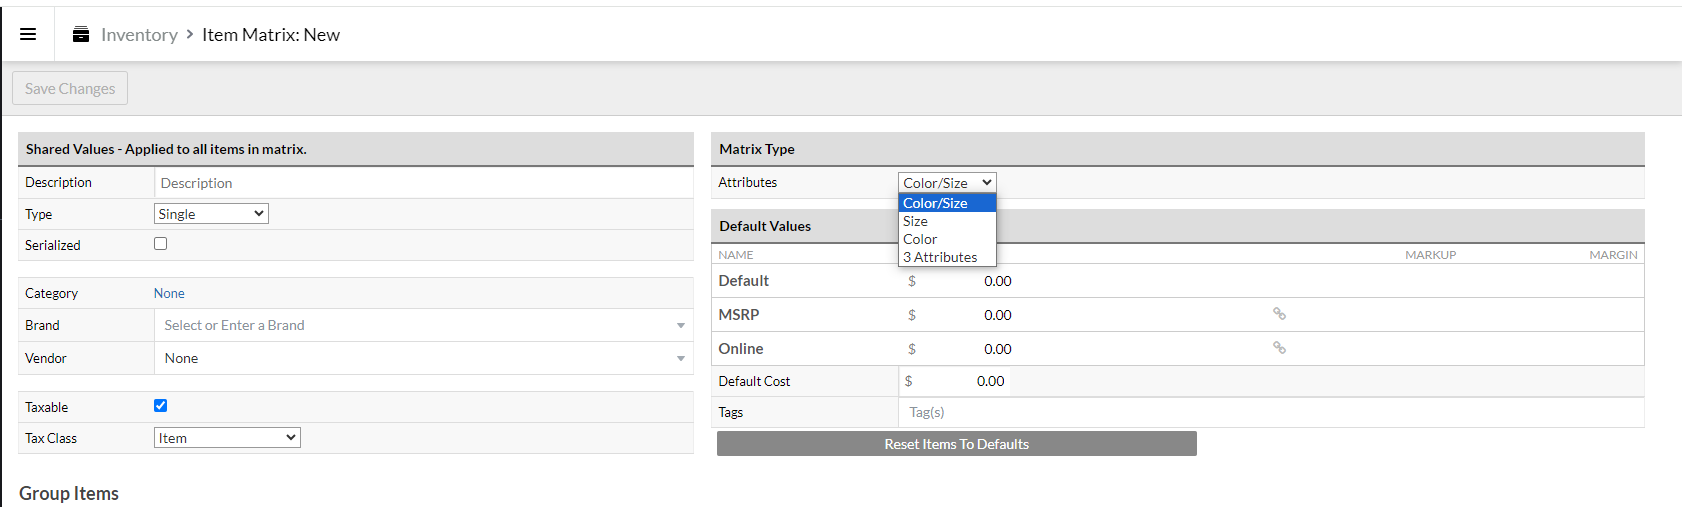 Inventory > Item Matrix: New
Save Changes
Shared Values - Applied to all items in matrix.
Description Description
Type Single
Serialized
Category None
Brand Select or Enter a Brand
Vendor None
Taxable
Tax Class Item
Group Items
Matrix Type
Attributes Color/Size
Color/Size
Size
Color
3 Attributes
Default Values
NAME MARKUP MARGIN
Default $ 0.00
MSRP $ 0.00
Online $ 0.00
Default Cost $ 0.00
Tags Tag(s)
Reset Items To Defaults